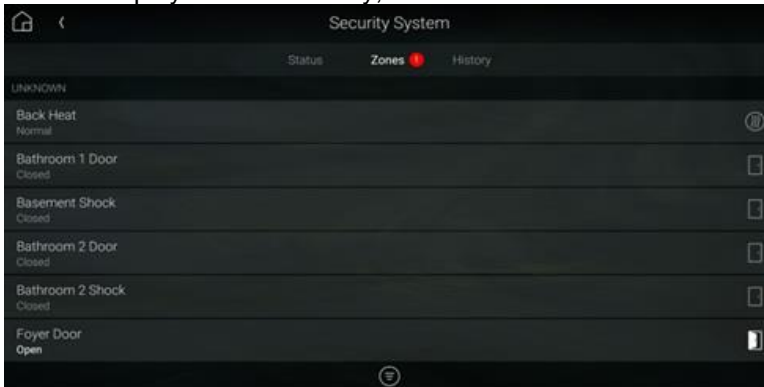 Security System
Status Zones ! History
UNKNOWN
Back Heat
Normal
Bathroom 1 Door
Closed
Basement Shock
Closed
Bathroom 2 Door
Closed
Bathroom 2 Shock
Closed
Foyer Door
Open